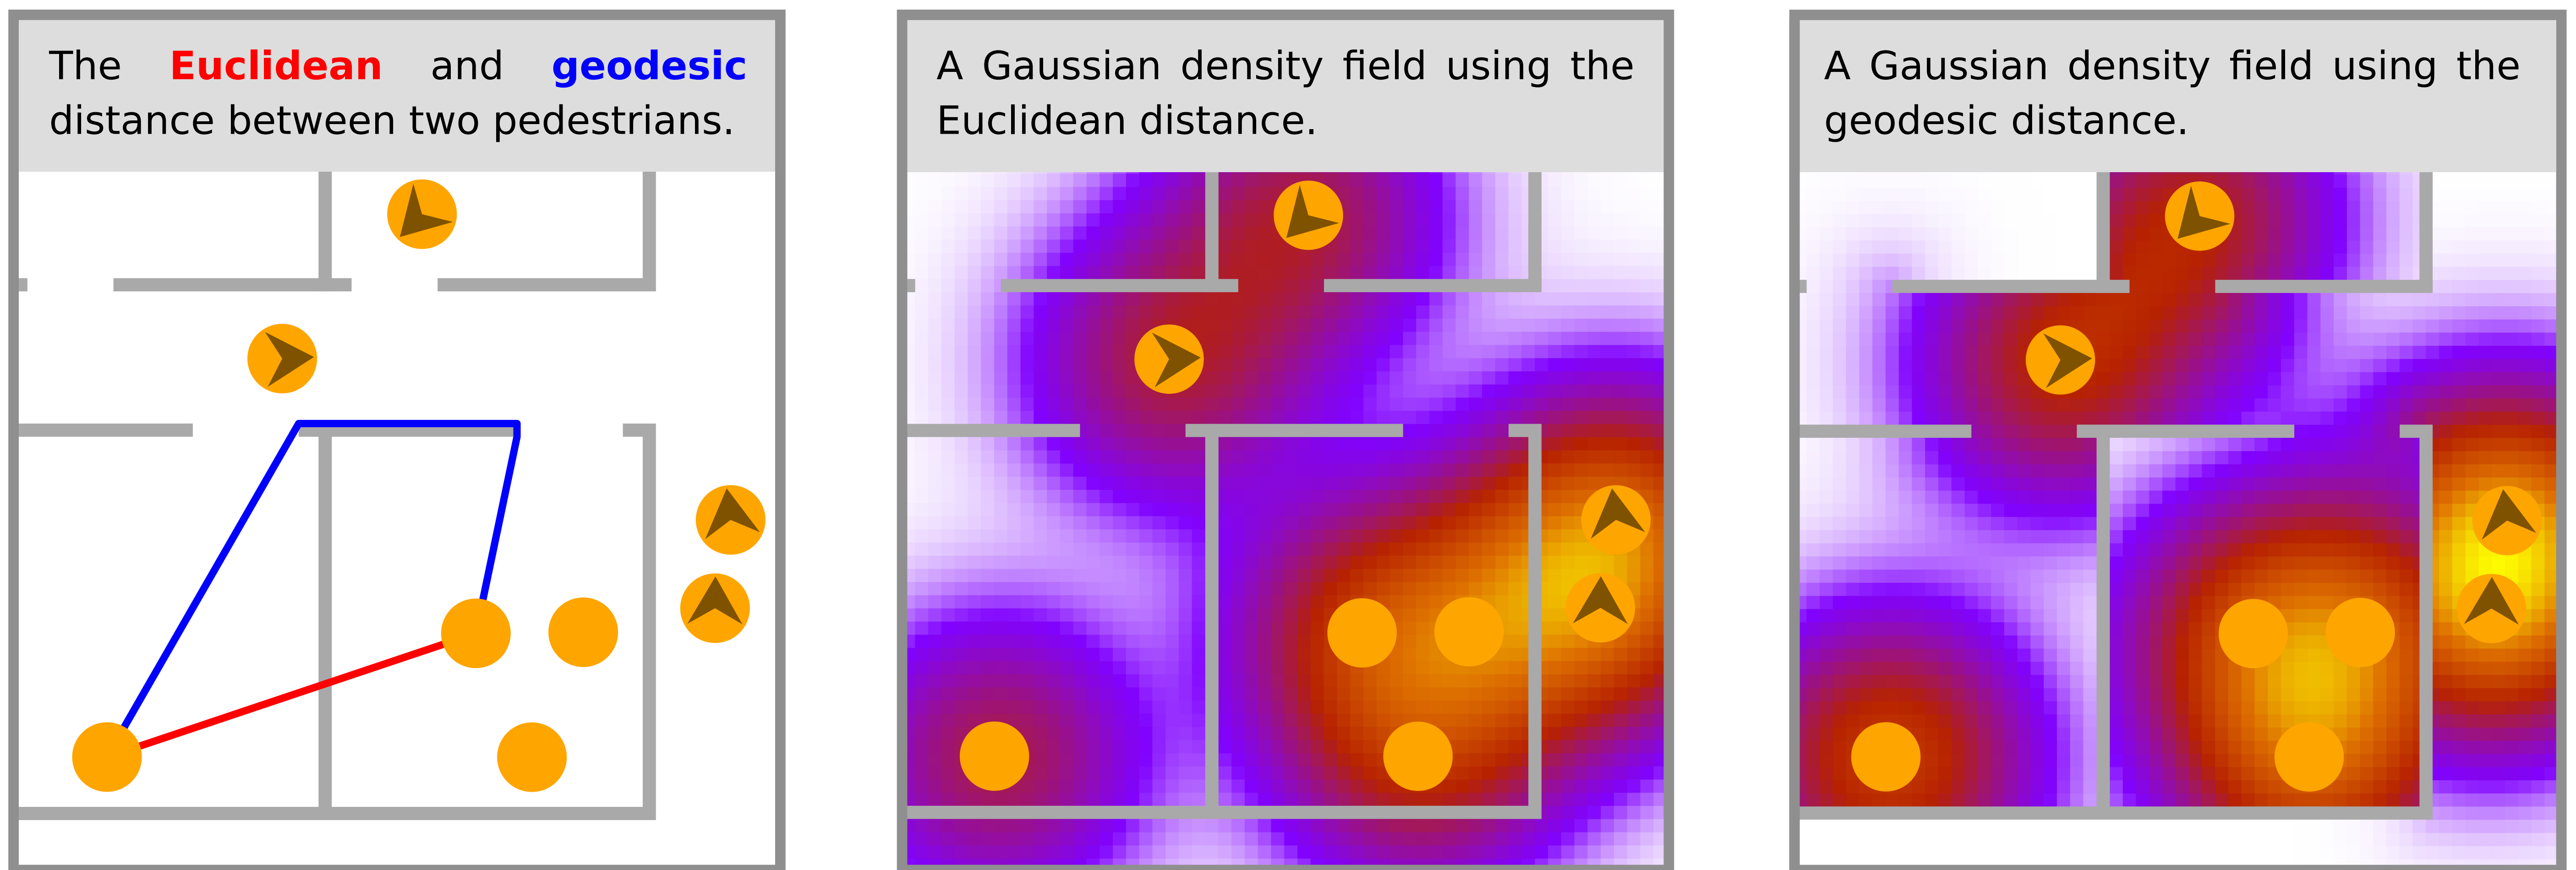 The Euclidean and geodesic
distance between two pedestrians.
A Gaussian density field using the
Euclidean distance.
A Gaussian density field using the
geodesic distance.